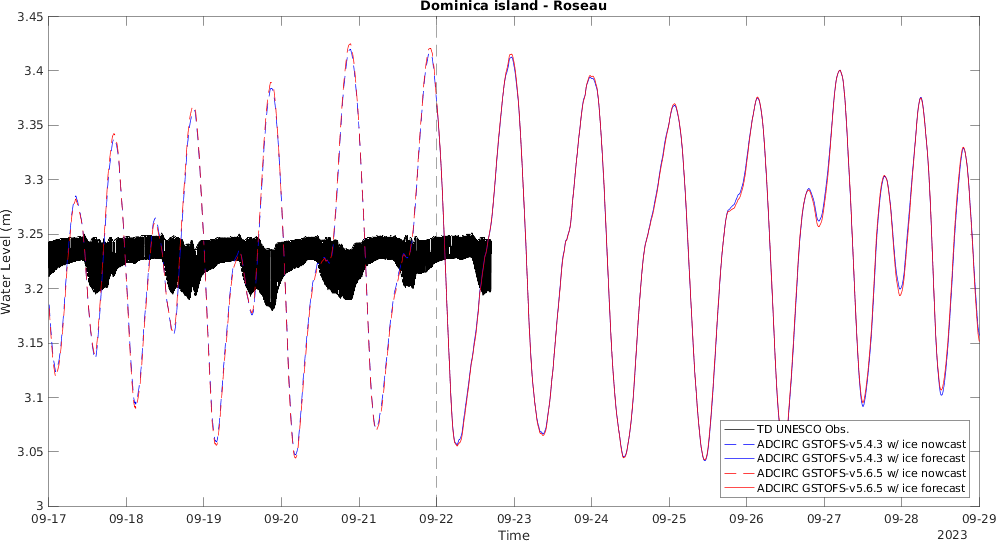 Dominica island - Roseau
3.45
3.4
3.35
3.3
3.25
3.2
3.15
3.1
3.05
3
Water Level (m)
TD UNESCO Obs.
ADCIRC GSTOFS-v5.4.3 w/ ice nowcast
ADCIRC GSTOFS-v5.4.3 w/ ice forecast
ADCIRC GSTOFS-v5.6.5 w/ ice nowcast
ADCIRC GSTOFS-v5.6.5 w/ ice forecast
09-17 09-18 09-19 09-20 09-21 09-22 09-23 09-24 09-25 09-26 09-27 09-28 09-29
Time 2023